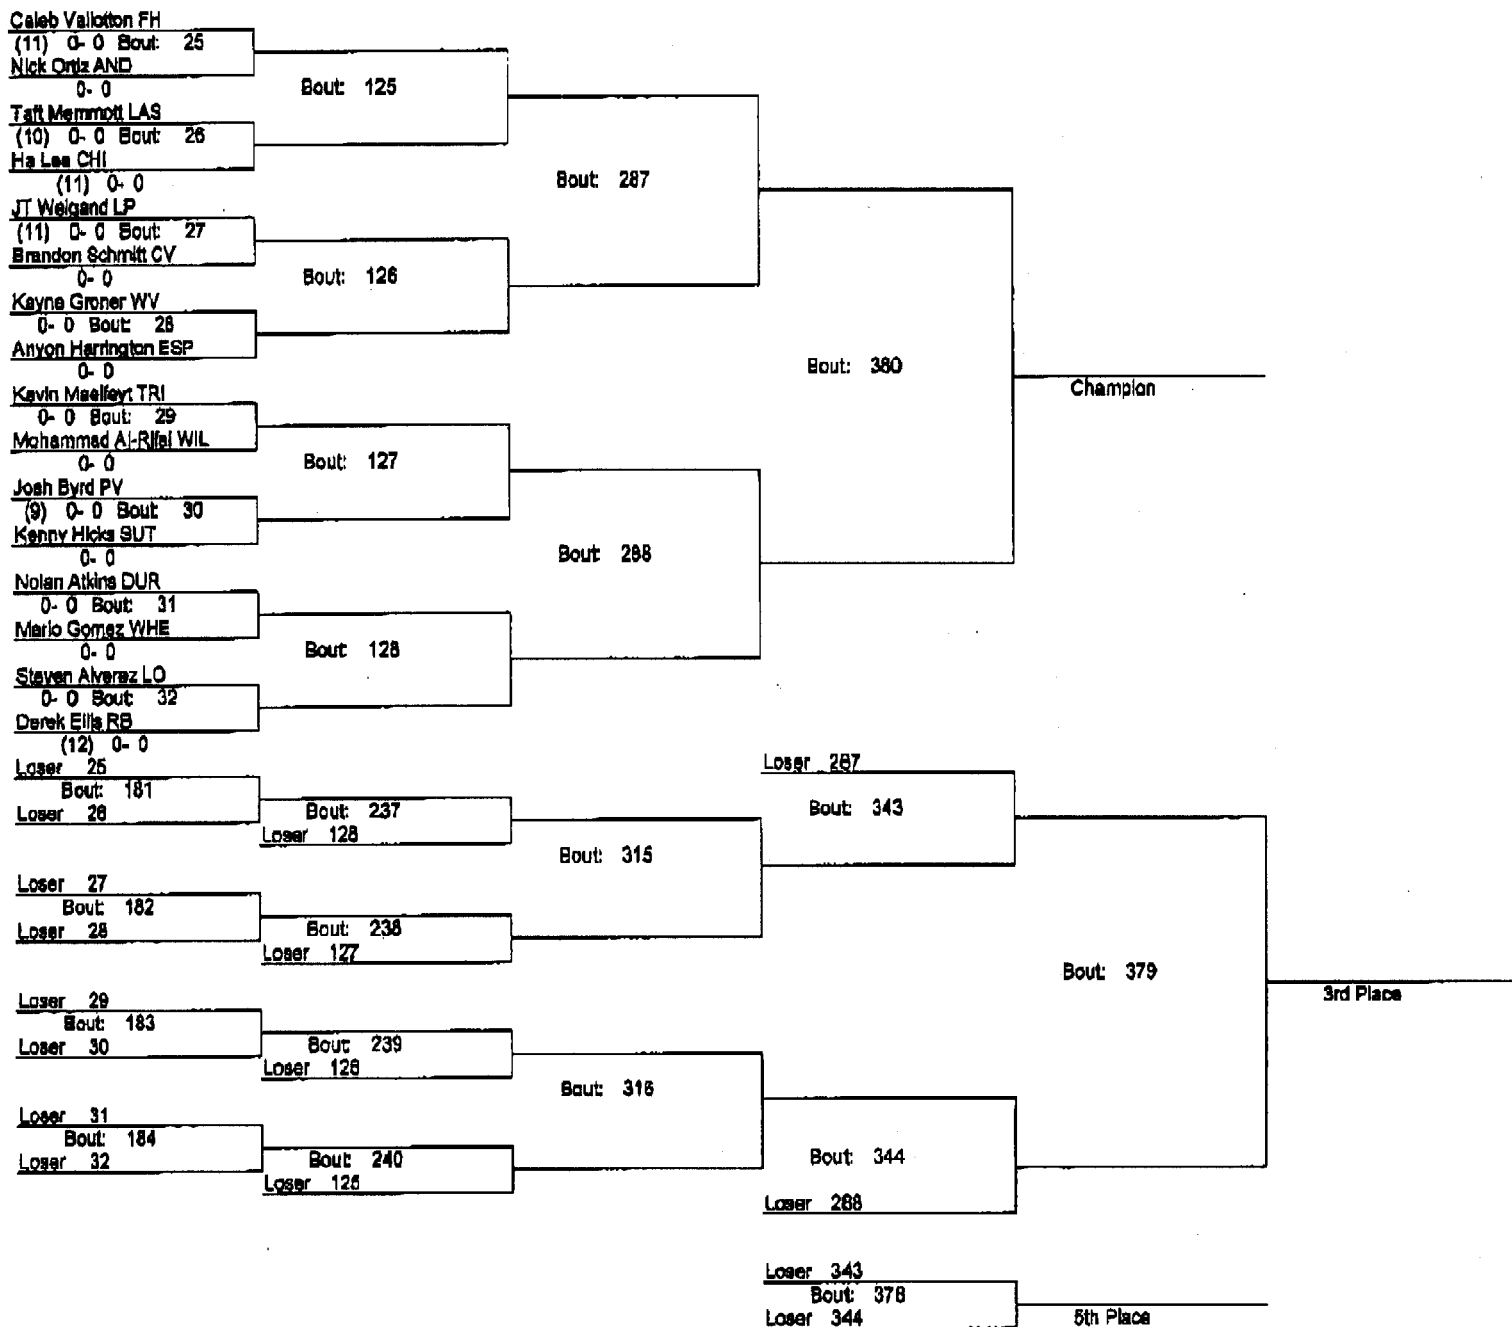 Caleb Vallotton FH
(11) 0- 0 Bout: 25
Nick Ortiz AND
0- 0
Bout: 125
Taft Memmott LAS
(10) 0- 0 Bout: 26
Ha Lee CHI
(11) 0- 0
Bout: 287
JT Weigand LP
(11) 0- 0 Bout: 27
Brandon Schmitt CV
0- 0
Bout: 126
Kayne Groner WV
0- 0 Bout: 28
Anyon Harrington ESP
0- 0
Bout: 380
Champion
Kevin Maelfeyt TRI
0- 0 Bout: 29
Mohammad Al-Rifai WIL
0- 0
Bout: 127
Josh Byrd PV
(9) 0- 0 Bout: 30
Kenny Hicks SUT
0- 0
Bout: 288
Nolan Atkins DUR
0- 0 Bout: 31
Mario Gomez WHE
0- 0
Bout: 128
Steven Alverez LO
0- 0 Bout: 32
Derek Ellis RB
(12) 0- 0
Loser 25
Bout: 181
Loser 26
Bout: 237
Loser 128
Bout: 315
Loser 287
Bout: 343
Loser 27
Bout: 182
Loser 28
Bout: 238
Loser 127
Bout: 379
3rd Place
Loser 29
Bout: 183
Loser 30
Bout: 239
Loser 126
Bout: 316
Loser 31
Bout: 184
Loser 32
Bout: 240
Loser 125
Bout: 344
Loser 288
Loser 343
Bout: 378
Loser 344
5th Place